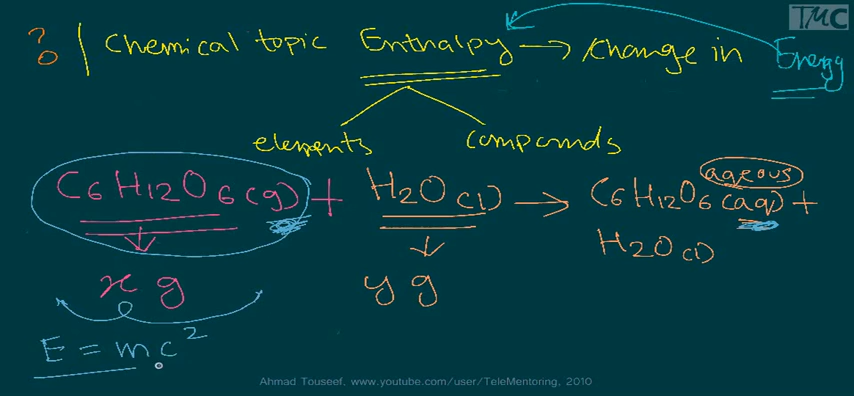 TMC
? | Chemical topic Enthalpy → Change in Energy
elements compounds
ageous
C6H12O6(g) + H2O(l) → C6H12O6(aq) +
H2O(l)
x g y g
E = mc²
Ahmad Touseef, www.youtube.com/user/TeleMentoring, 2010